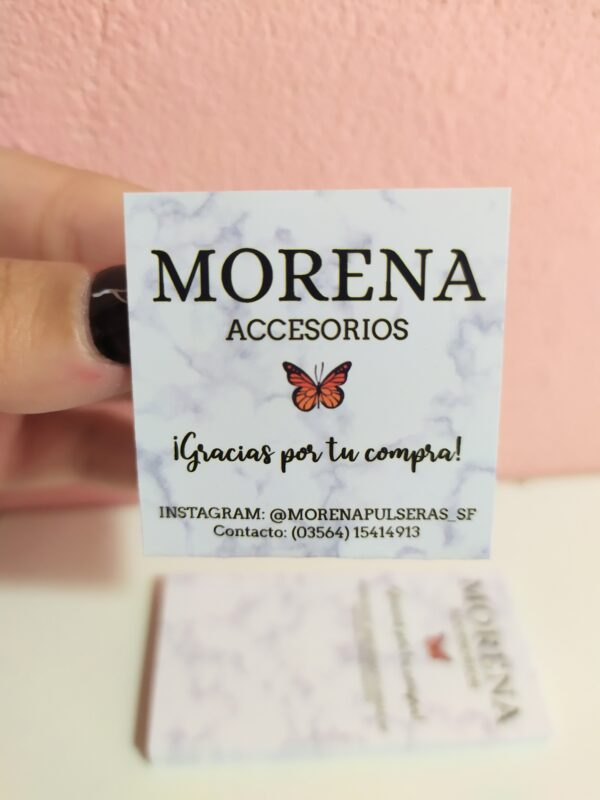 MORENA
ACCESORIOS
¡Gracias por tu compra!
INSTAGRAM: @MORENAPULSERAS_SF
Contacto: (03564) 15414913
MORENA